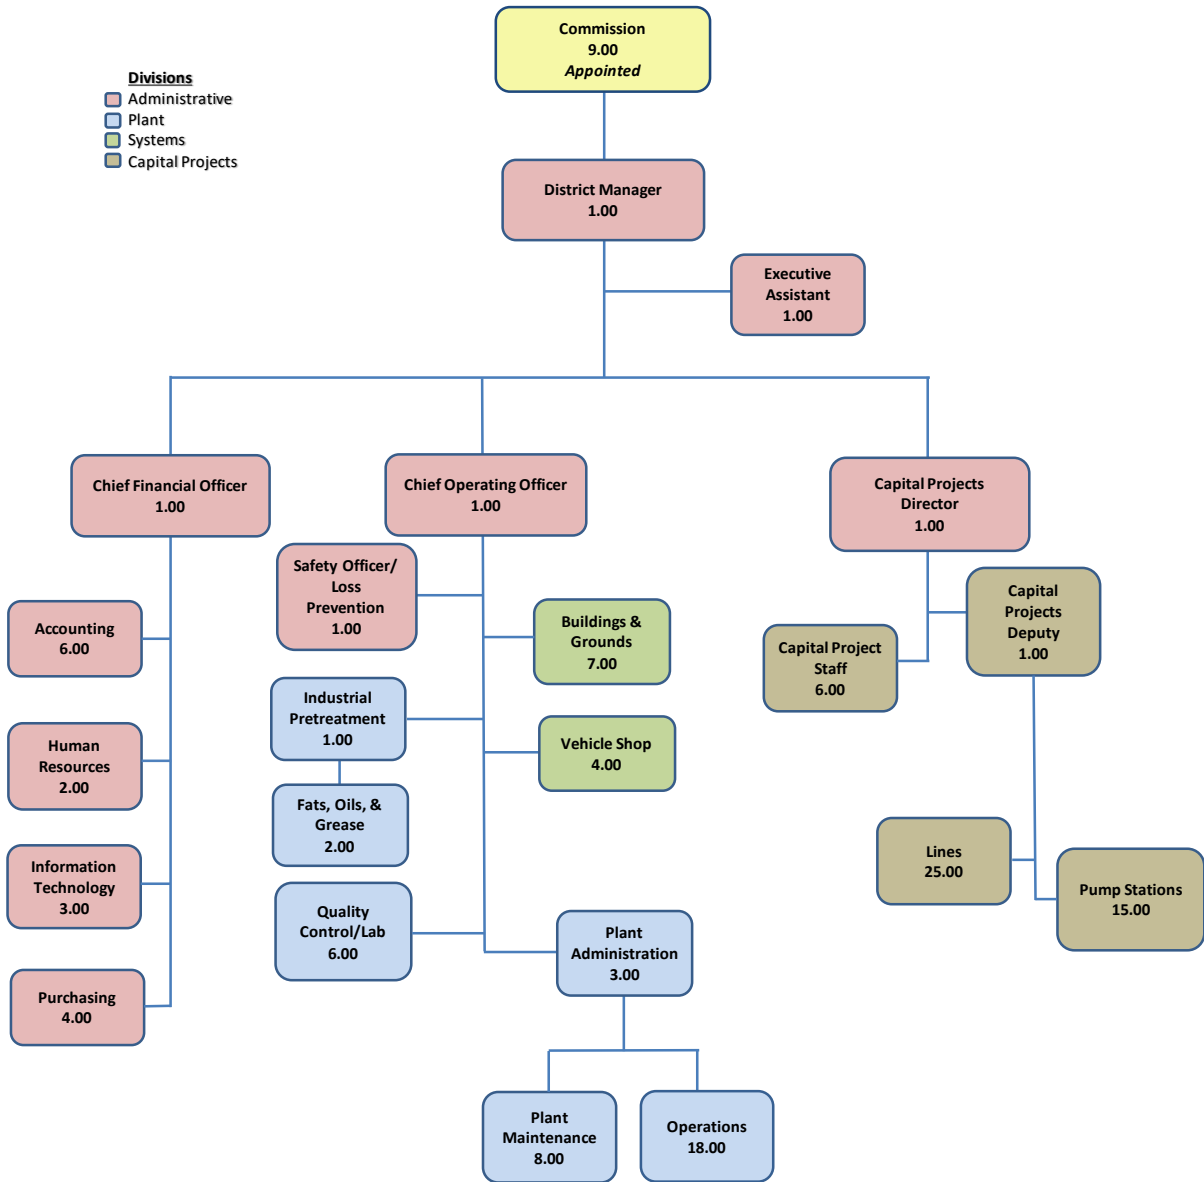 Commission
9.00
Appointed
Divisions
Administrative
Plant
Systems
Capital Projects
District Manager
1.00
Executive
Assistant
1.00
Chief Financial Officer
1.00
Chief Operating Officer
1.00
Capital Projects
Director
1.00
Safety Officer/
Loss
Prevention
1.00
Accounting
6.00
Buildings &
Grounds
7.00
Capital Project
Staff
6.00
Capital
Projects
Deputy
1.00
Industrial
Pretreatment
1.00
Human
Resources
2.00
Vehicle Shop
4.00
Fats, Oils, &
Grease
2.00
Information
Technology
3.00
Lines
25.00
Pump Stations
15.00
Quality
Control/Lab
6.00
Plant
Administration
3.00
Purchasing
4.00
Plant
Maintenance
8.00
Operations
18.00